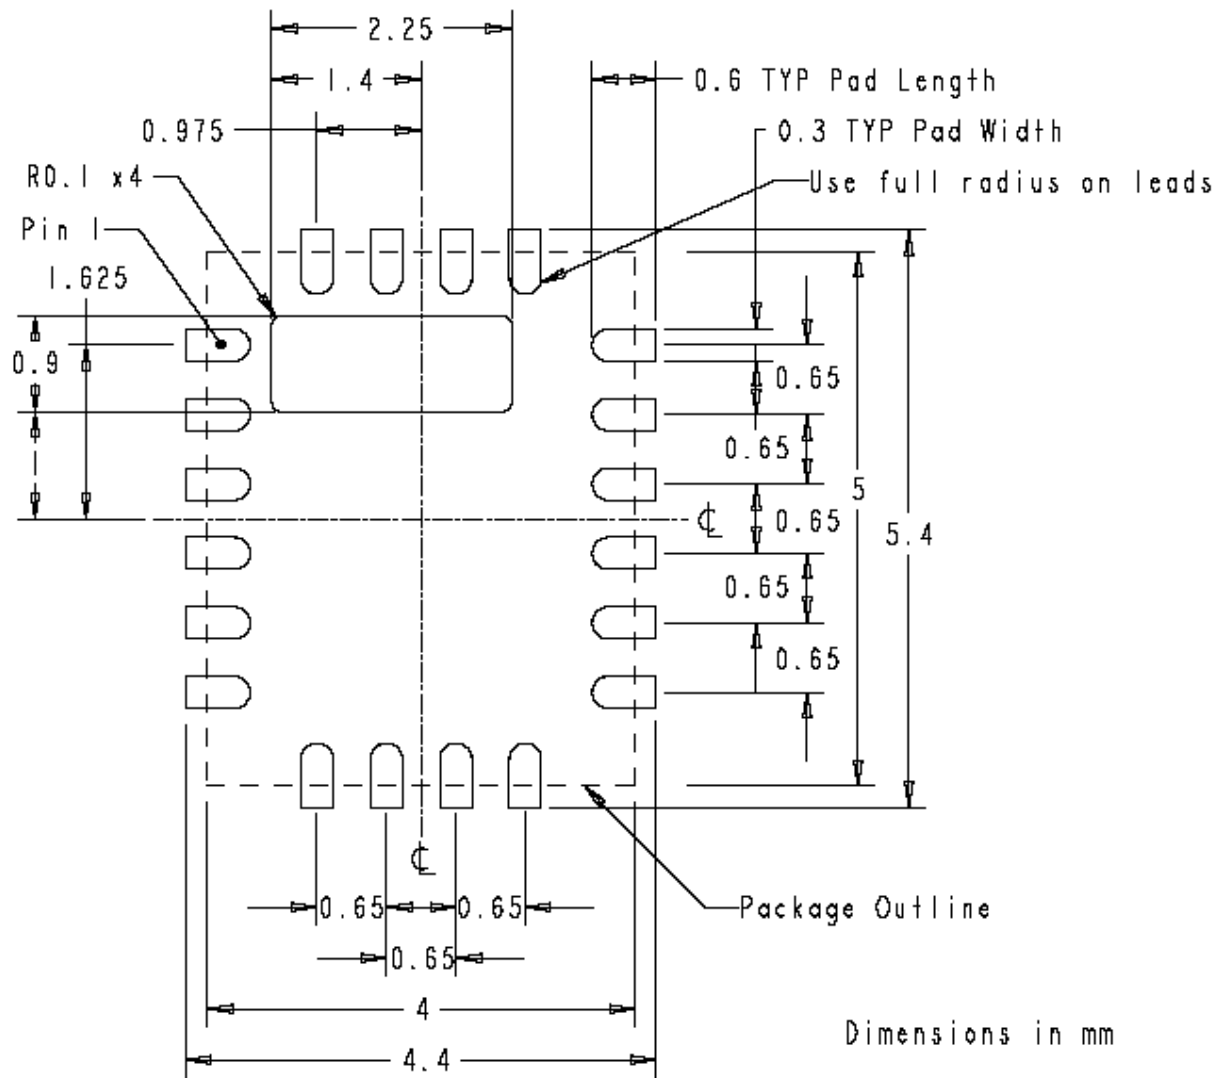 2.25
1.4
0.6 TYP Pad Length
0.975
0.3 TYP Pad Width
R0.1 x4
Use full radius on leads
Pin 1
1.625
0.9
0.65
0.65
5
0.65
5.4
0.65
0.65
0.65
0.65
Package Outline
0.65
4
Dimensions in mm
4.4